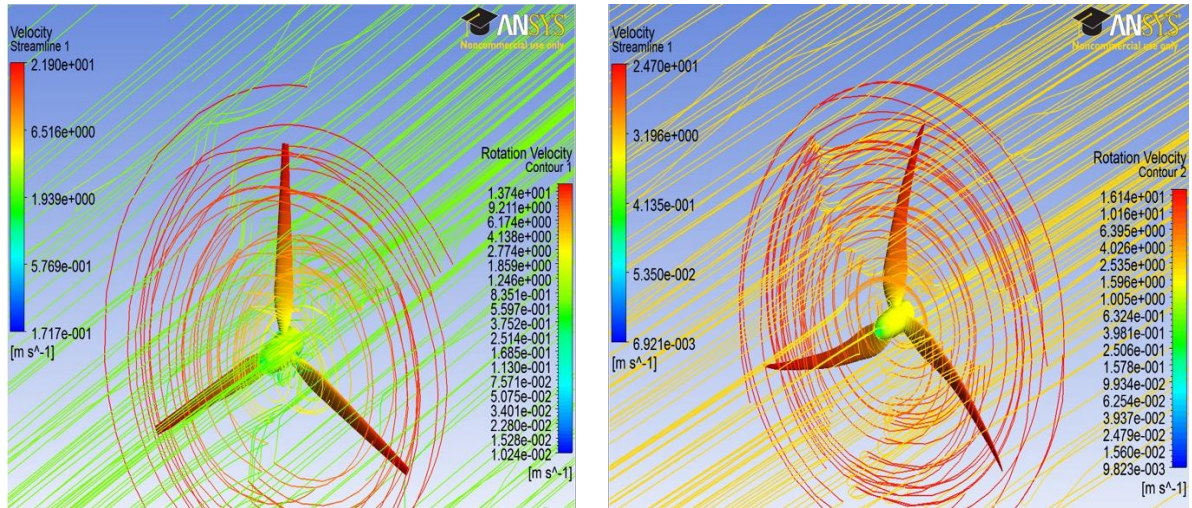 Velocity
Streamline 1
2.190e+001
6.516e+000
1.939e+000
5.769e-001
1.717e-001
[m s^-1]
ANSYS
Noncommercial use only
Rotation Velocity
Contour 1
1.374e+001
9.211e+000
6.174e+000
4.138e+000
2.774e+000
1.859e+000
1.246e+000
8.351e-001
5.597e-001
3.752e-001
2.514e-001
1.685e-001
1.130e-001
7.571e-002
5.075e-002
3.401e-002
2.280e-002
1.528e-002
1.024e-002
[m s^-1]
Velocity
Streamline 1
2.470e+001
3.196e+000
4.135e-001
5.350e-002
6.921e-003
[m s^-1]
ANSYS
Noncommercial use only
Rotation Velocity
Contour 2
1.614e+001
1.016e+001
6.395e+000
4.026e+000
2.535e+000
1.596e+000
1.005e+000
6.324e-001
3.981e-001
2.506e-001
1.578e-001
9.934e-002
6.254e-002
3.937e-002
2.479e-002
1.560e-002
9.823e-003
[m s^-1]